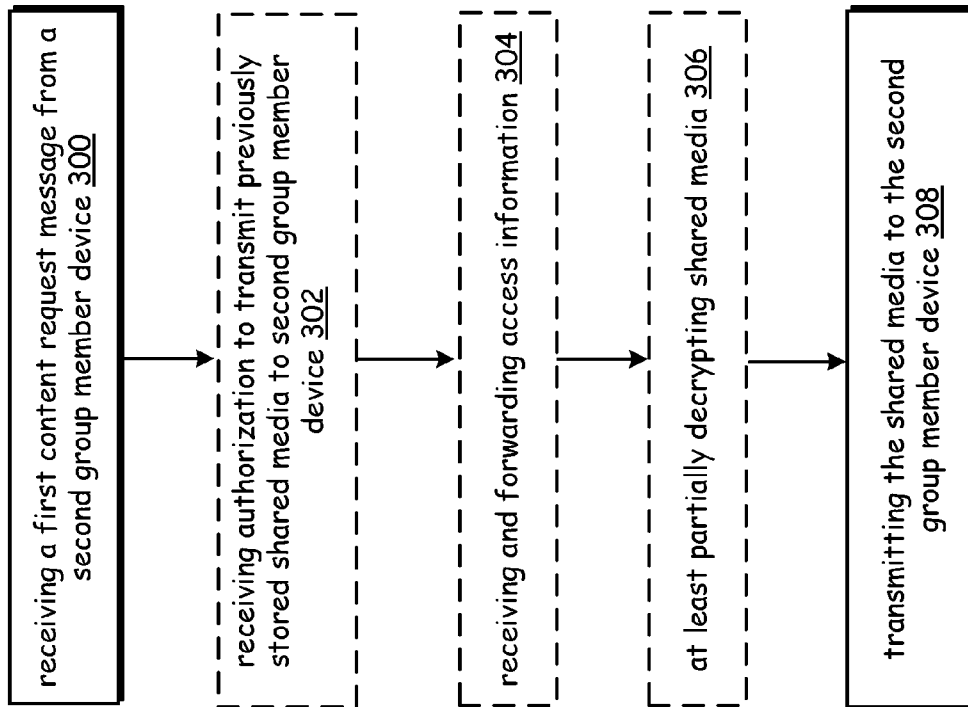 receiving a first content request message from a
second group member device 300
receiving authorization to transmit previously
stored shared media to second group member
device 302
receiving and forwarding access information 304
at least partially decrypting shared media 306
transmitting the shared media to the second
group member device 308